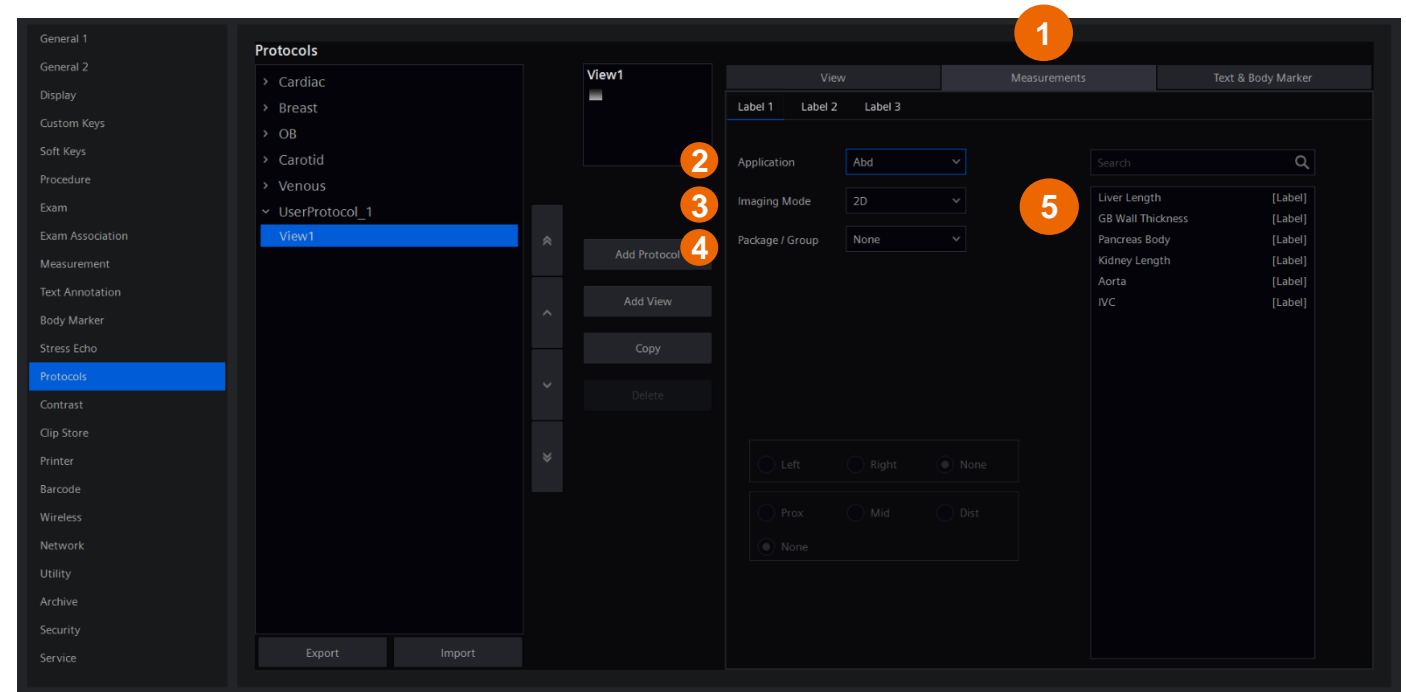 General 1
General 2
Display
Custom Keys
Soft Keys
Procedure
Exam
Exam Association
Measurement
Text Annotation
Body Marker
Stress Echo
Protocols
Contrast
Clip Store
Printer
Barcode
Wireless
Network
Utility
Archive
Security
Service
Protocols
Cardiac
Breast
OB
Carotid
Venous
UserProtocol_1
View1
Export Import
View1
Add Protocol
Add View
Copy
Delete
1
View Measurements Text & Body Marker
Label 1 Label 2 Label 3
2 Application Abd
3 Imaging Mode 2D
4 Package / Group None
Left Right None
Prox Mid Dist
None
Search
5
Liver Length [Label]
GB Wall Thickness [Label]
Pancreas Body [Label]
Kidney Length [Label]
Aorta [Label]
IVC [Label]